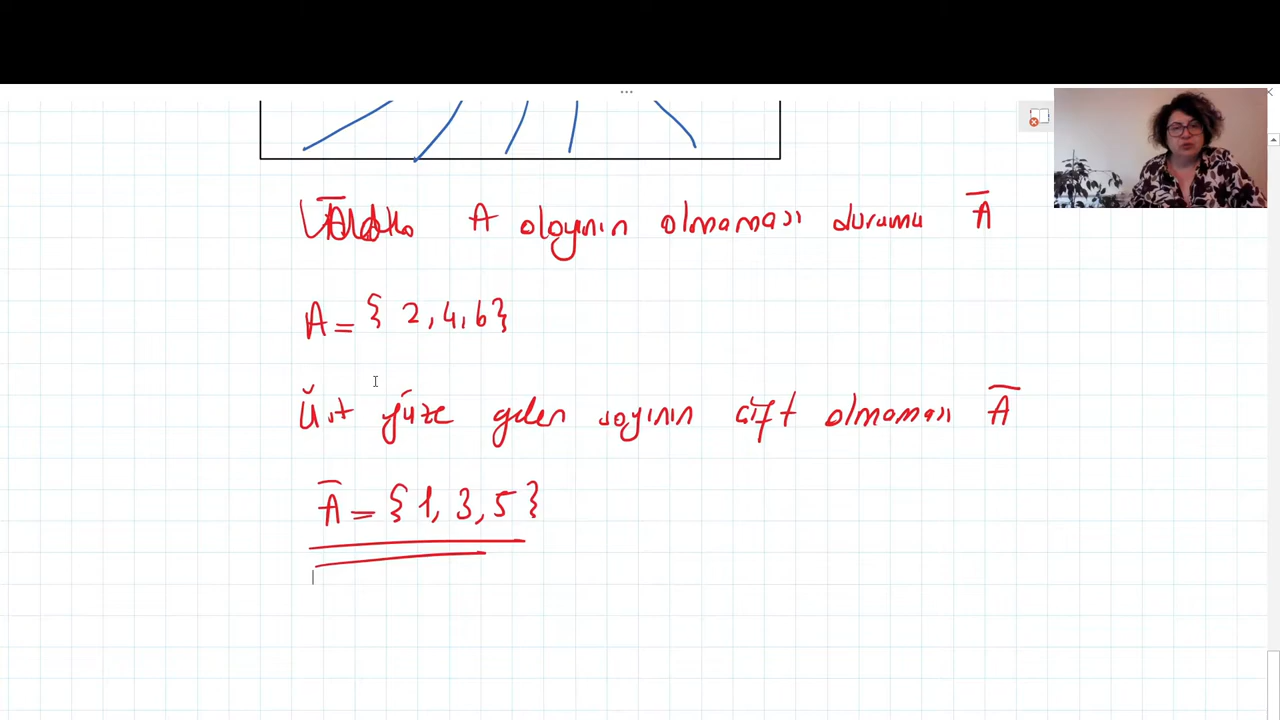 A olayının olmaması durumu A̅
A = { 2, 4, 6 }
Üst yüze gelen sayının çift olmaması A̅
A̅ = { 1, 3, 5 }